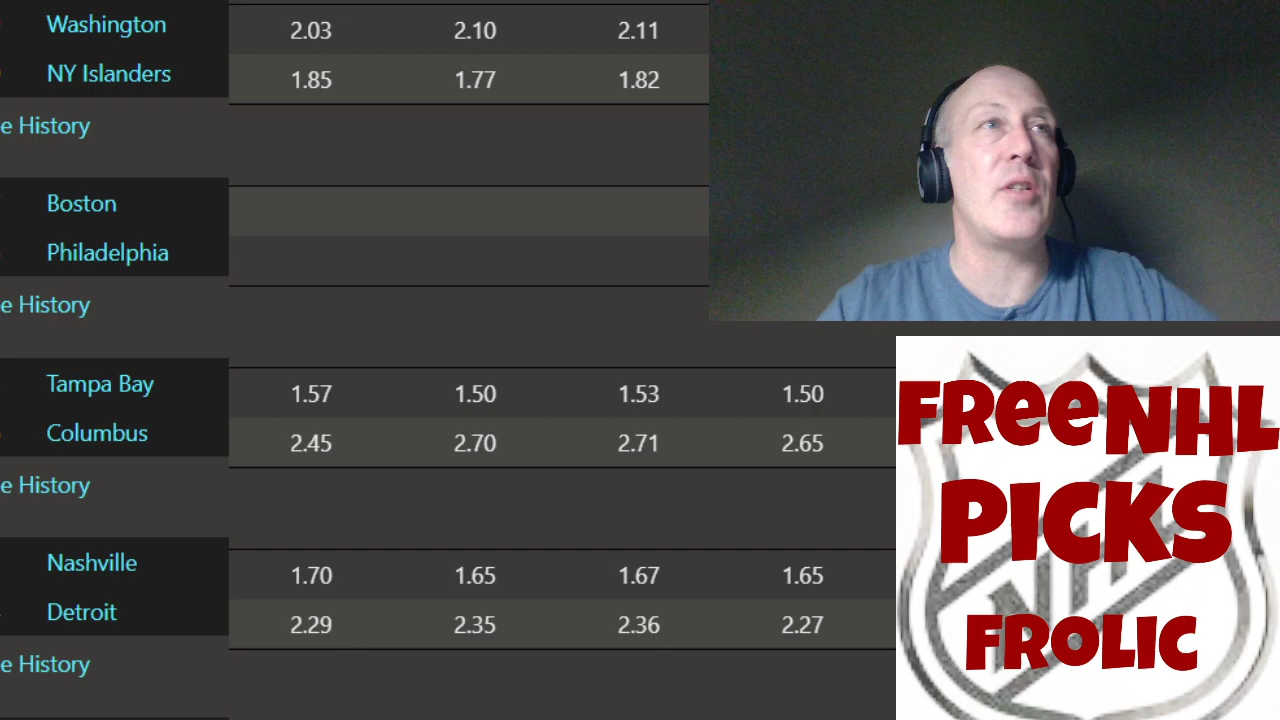 Washington 2.03 2.10 2.11
NY Islanders 1.85 1.77 1.82
e History
Boston
Philadelphia
e History
Tampa Bay 1.57 1.50 1.53 1.50
Columbus 2.45 2.70 2.71 2.65
e History
Nashville 1.70 1.65 1.67 1.65
Detroit 2.29 2.35 2.36 2.27
e History
FReeNHL
PICKS
FROLIC
NHL